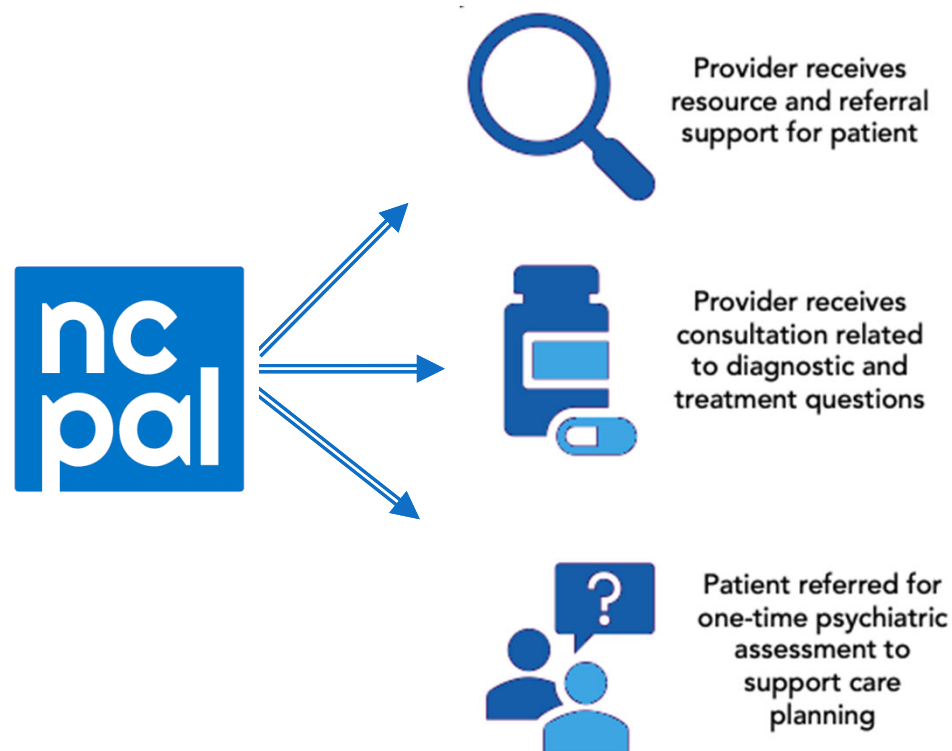 Provider receives
resource and referral
support for patient
nc
pal
Provider receives
consultation related
to diagnostic and
treatment questions
?
Patient referred for
one-time psychiatric
assessment to
support care
planning